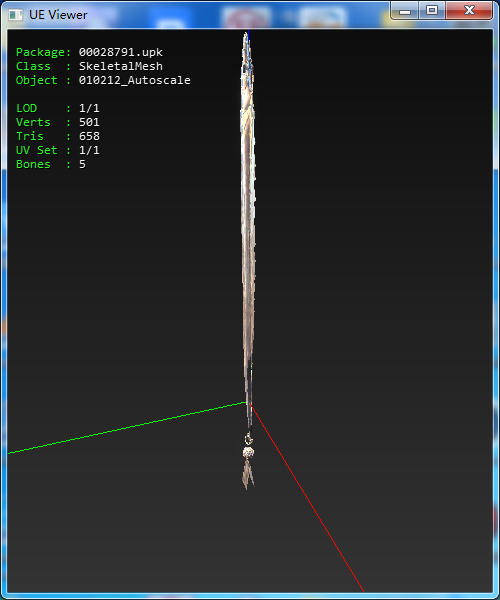 UE Viewer
Package: 00028791.upk
Class : SkeletalMesh
Object : 010212_Autoscale
LOD : 1/1
Verts : 501
Tris : 658
UV Set : 1/1
Bones : 5